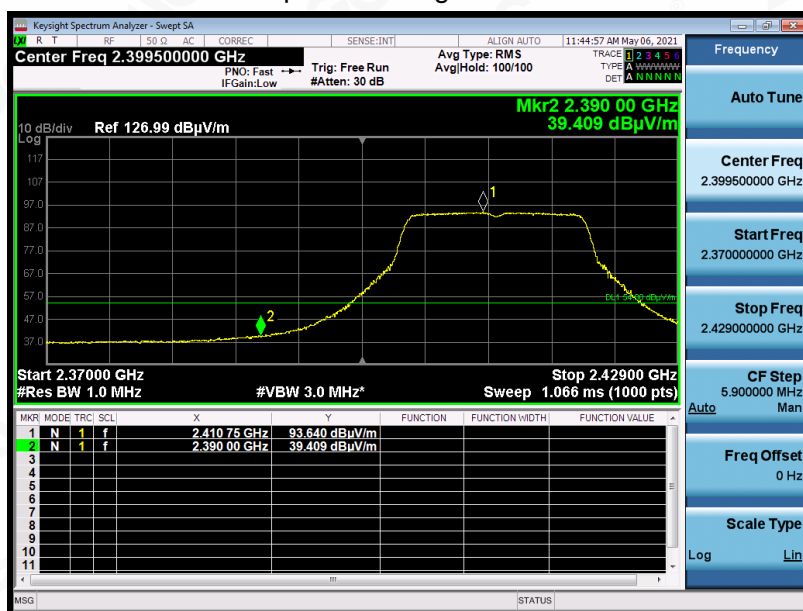 Keysight Spectrum Analyzer - Swept SA
LXI R T RF 50 Ω AC CORREC SENSE:INT ALIGN AUTO 11:44:57 AM May 06, 2021
Center Freq 2.399500000 GHz
PNO: Fast
IFGain:Low
Trig: Free Run
#Atten: 30 dB
Avg Type: RMS
Avg|Hold: 100/100
TRACE 1 2 3 4 5 6
TYPE A WWWWW
DET A N N N N N
Mkr2 2.390 00 GHz
39.409 dBµV/m
10 dB/div Ref 126.99 dBµV/m
Log
117
107
97.0
87.0
77.0
67.0
57.0
47.0
37.0
1
2
DL1 54.00 dBµV/m
Start 2.37000 GHz Stop 2.42900 GHz
#Res BW 1.0 MHz #VBW 3.0 MHz* Sweep 1.066 ms (1000 pts)
MKR MODE TRC SCL X Y FUNCTION FUNCTION WIDTH FUNCTION VALUE
1 N 1 f 2.410 75 GHz 93.640 dBµV/m
2 N 1 f 2.390 00 GHz 39.409 dBµV/m
3
4
5
6
7
8
9
10
11
MSG STATUS
Frequency
Auto Tune
Center Freq
2.399500000 GHz
Start Freq
2.370000000 GHz
Stop Freq
2.429000000 GHz
CF Step
5.900000 MHz
Auto Man
Freq Offset
0 Hz
Scale Type
Log Lin